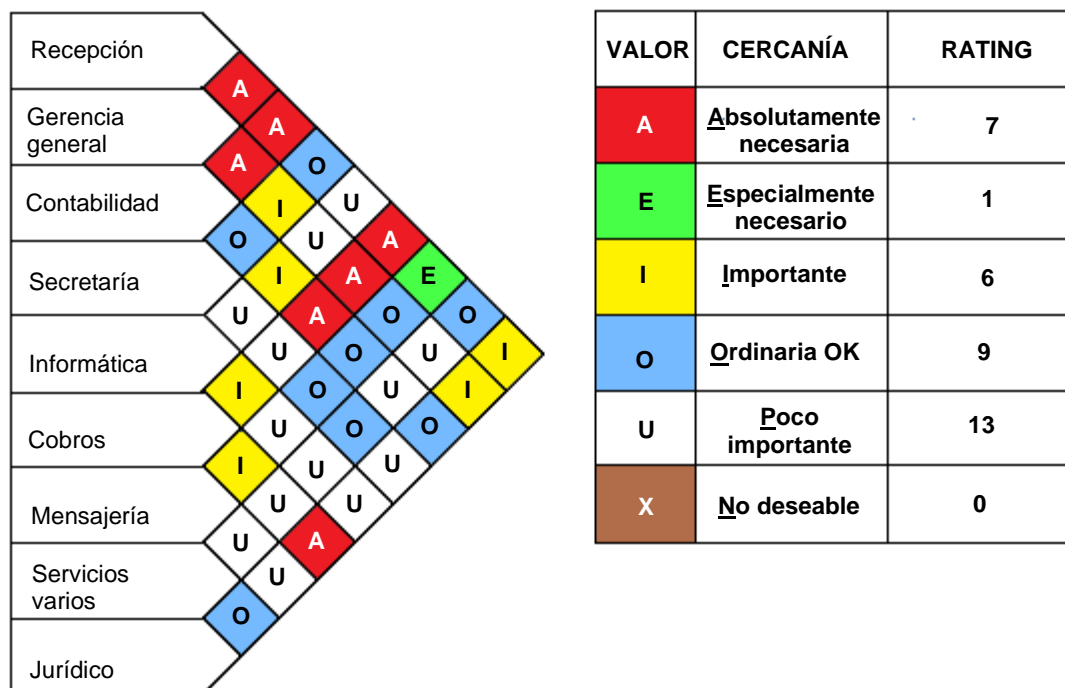 Recepción
A
Gerencia
general
A
A O
Contabilidad
I U
O U A
Secretaría
I A E
U A O O
Informática
U O U I
I O U I
Cobros
U O O
I U U
Mensajería
U U
U A
Servicios
varios
U
O
Jurídico
VALOR CERCANÍA RATING
A Absolutamente
necesaria 7
E Especialmente
necesario 1
I Importante 6
O Ordinaria OK 9
U Poco
importante 13
X No deseable 0